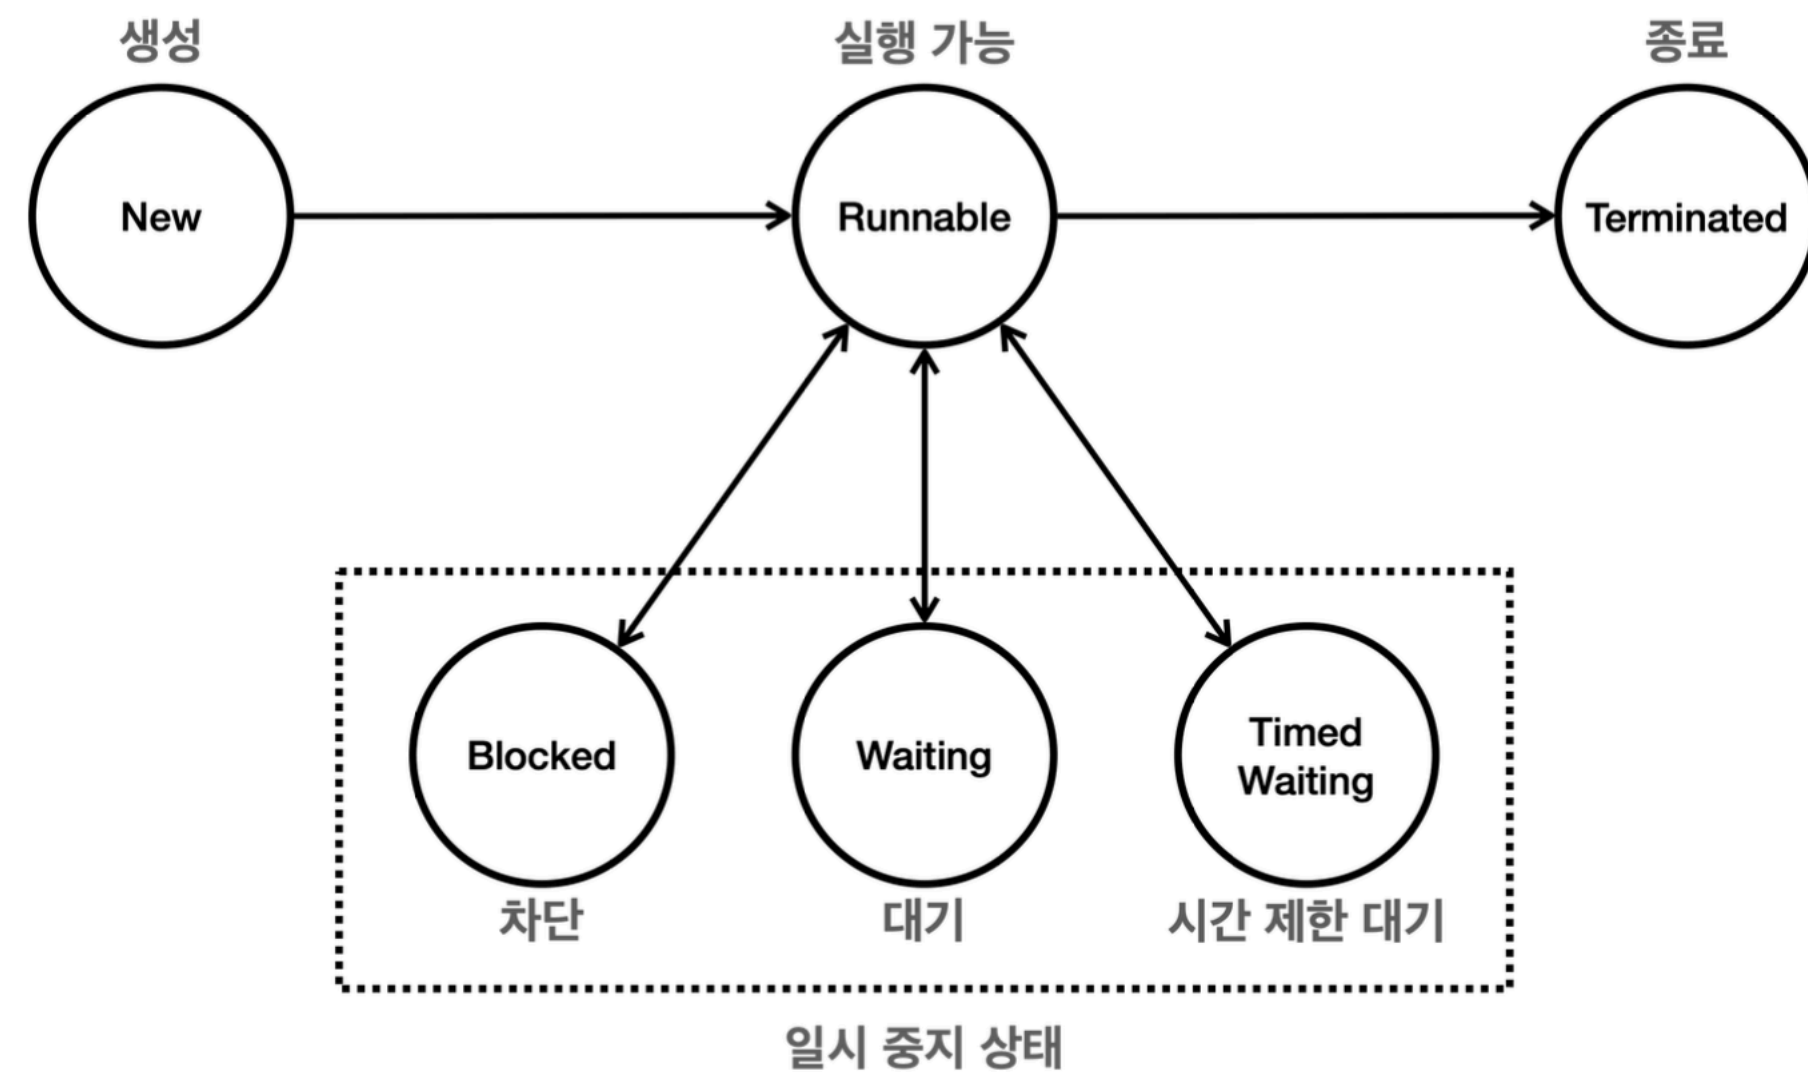 생성
실행 가능
종료
New
Runnable
Terminated
Blocked
Waiting
Timed
Waiting
차단
대기
시간 제한 대기
일시 중지 상태